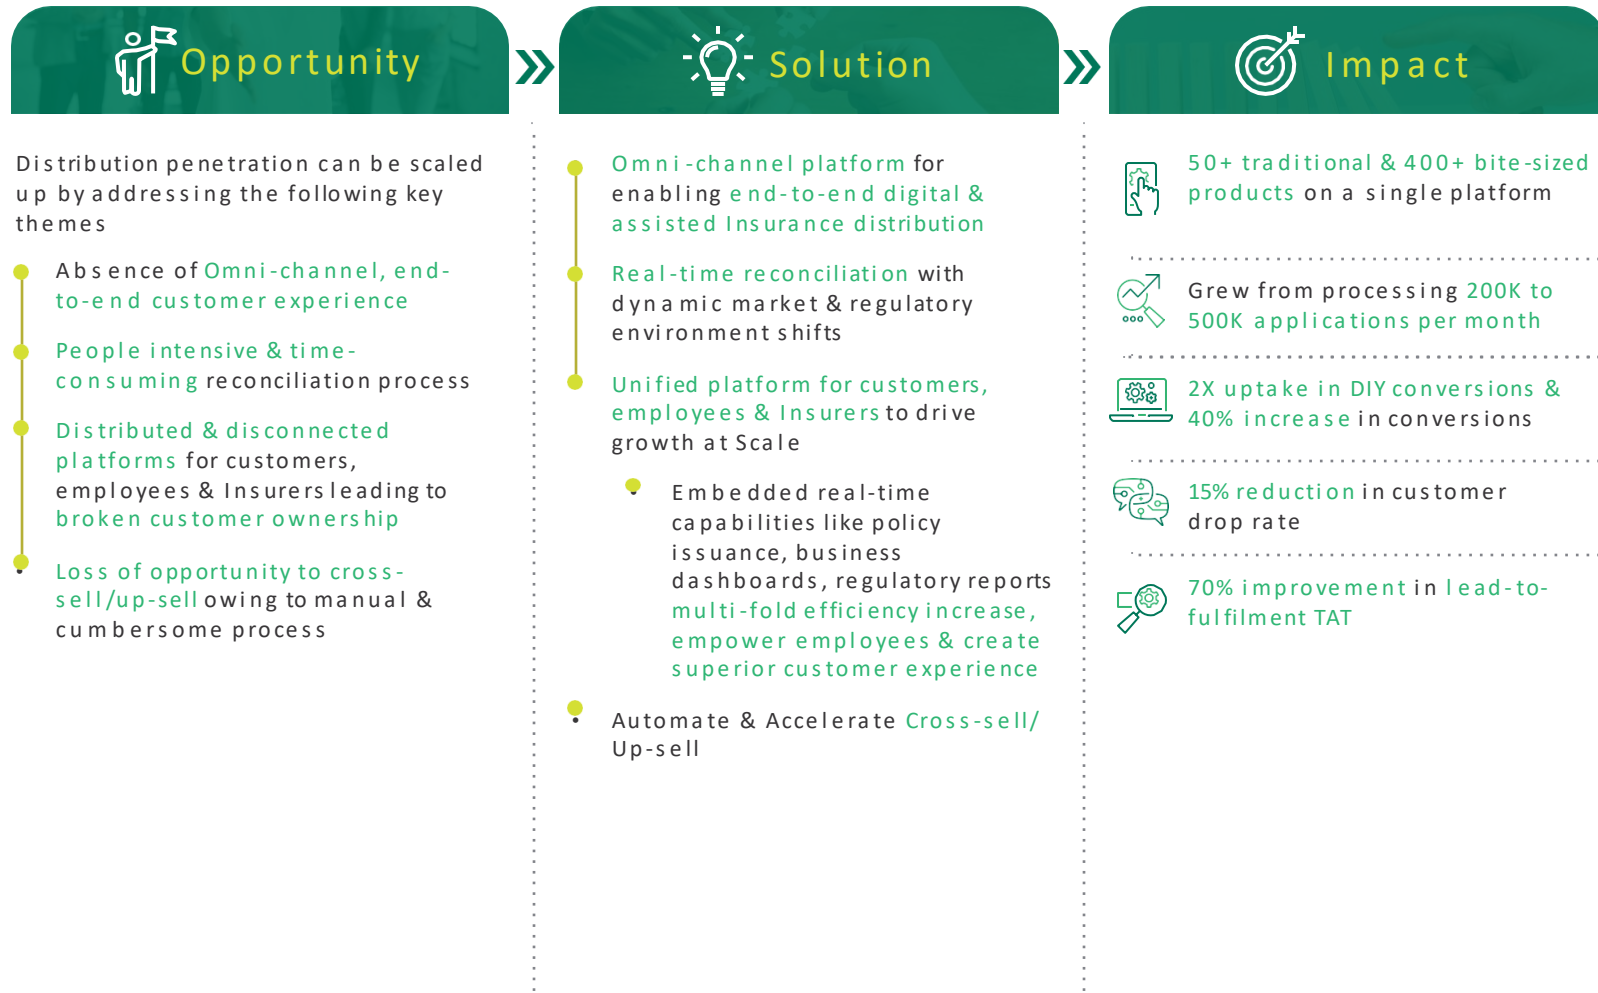 Opportunity
Distribution penetration can be scaled
up by addressing the following key
themes
Absence of Omni-channel, end-
to-end customer experience
People intensive & time-
consuming reconciliation process
Distributed & disconnected
platforms for customers,
employees & Insurers leading to
broken customer ownership
Loss of opportunity to cross-
sell/up-sell owing to manual &
cumbersome process
Solution
Omni-channel platform for
enabling end-to-end digital &
assisted Insurance distribution
Real-time reconciliation with
dynamic market & regulatory
environment shifts
Unified platform for customers,
employees & Insurers to drive
growth at Scale
Embedded real-time
capabilities like policy
issuance, business
dashboards, regulatory reports
multi-fold efficiency increase,
empower employees & create
superior customer experience
Automate & Accelerate Cross-sell/
Up-sell
Impact
50+ traditional & 400+ bite-sized
products on a single platform
Grew from processing 200K to
500K applications per month
2X uptake in DIY conversions &
40% increase in conversions
15% reduction in customer
drop rate
70% improvement in lead-to-
fulfilment TAT